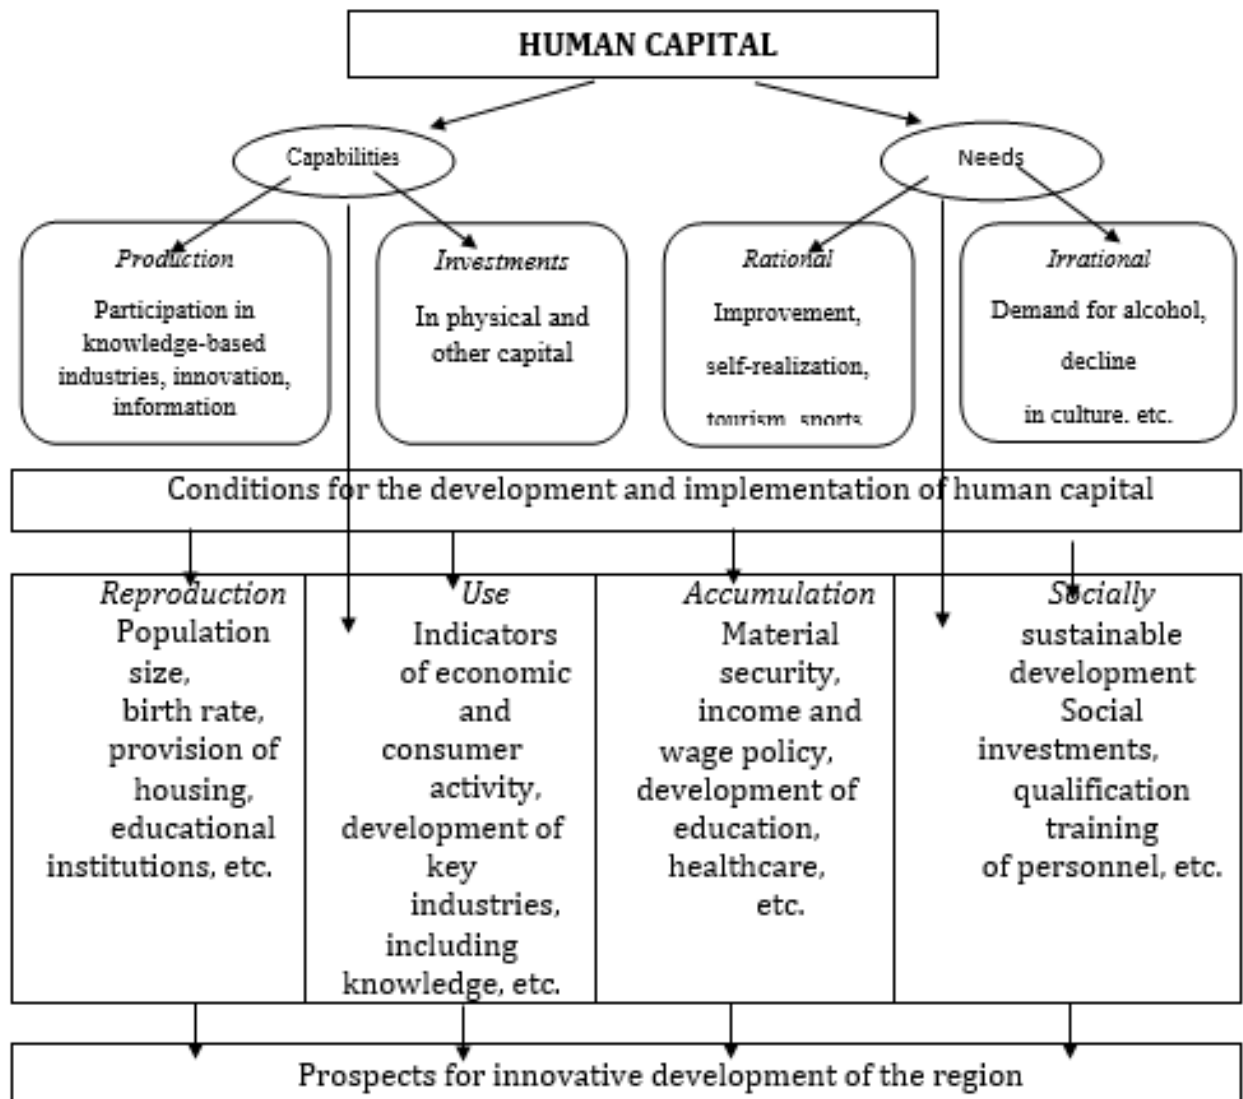 HUMAN CAPITAL
Capabilities
Needs
Production
Participation in
knowledge-based
industries, innovation,
information
Investments
In physical and
other capital
Rational
Improvement,
self-realization,
tourism, sports
Irrational
Demand for alcohol,
decline
in culture. etc.
Conditions for the development and implementation of human capital
Reproduction
Population
size,
birth rate,
provision of
housing,
educational
institutions, etc.
Use
Indicators
of economic
and
consumer
activity,
development of
key
industries,
including
knowledge, etc.
Accumulation
Material
security,
income and
wage policy,
development of
education,
healthcare,
etc.
Socially
sustainable
development
Social
investments,
qualification
training
of personnel, etc.
Prospects for innovative development of the region